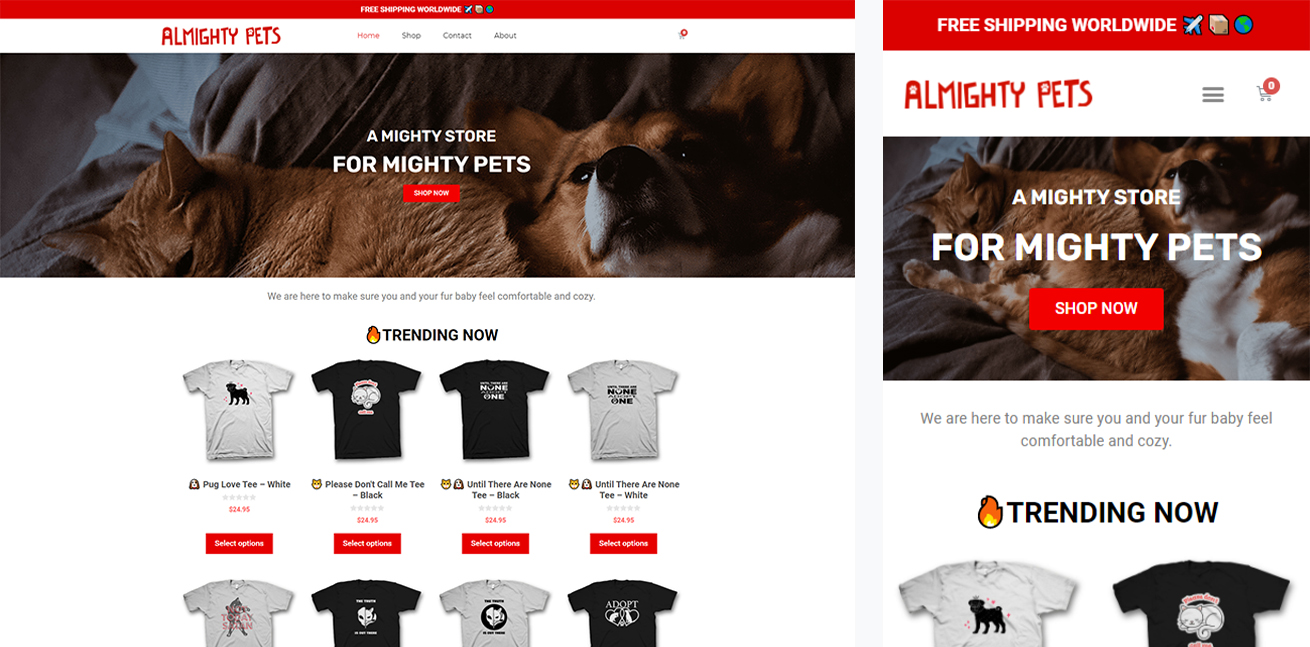 FREE SHIPPING WORLDWIDE ✈️📦🌎
ALMIGHTY PETS
Home
Shop
Contact
About
0
A MIGHTY STORE
FOR MIGHTY PETS
SHOP NOW
We are here to make sure you and your fur baby feel comfortable and cozy.
🔥TRENDING NOW
UNTIL THERE ARE
NONE
ADOPT
ONE
UNTIL THERE ARE
NONE
ADOPT
ONE
Pug Love Tee – White
$24.95
Select options
Please Don't Call Me Tee
– Black
$24.95
Select options
Until There Are None
Tee – Black
$24.95
Select options
Until There Are None
Tee – White
$24.95
Select options
THE TRUTH
IS OUT THERE
THE TRUTH
IS OUT THERE
ADOPT
FREE SHIPPING WORLDWIDE ✈️📦🌎
ALMIGHTY PETS
0
A MIGHTY STORE
FOR MIGHTY PETS
SHOP NOW
We are here to make sure you and your fur baby feel
comfortable and cozy.
🔥TRENDING NOW